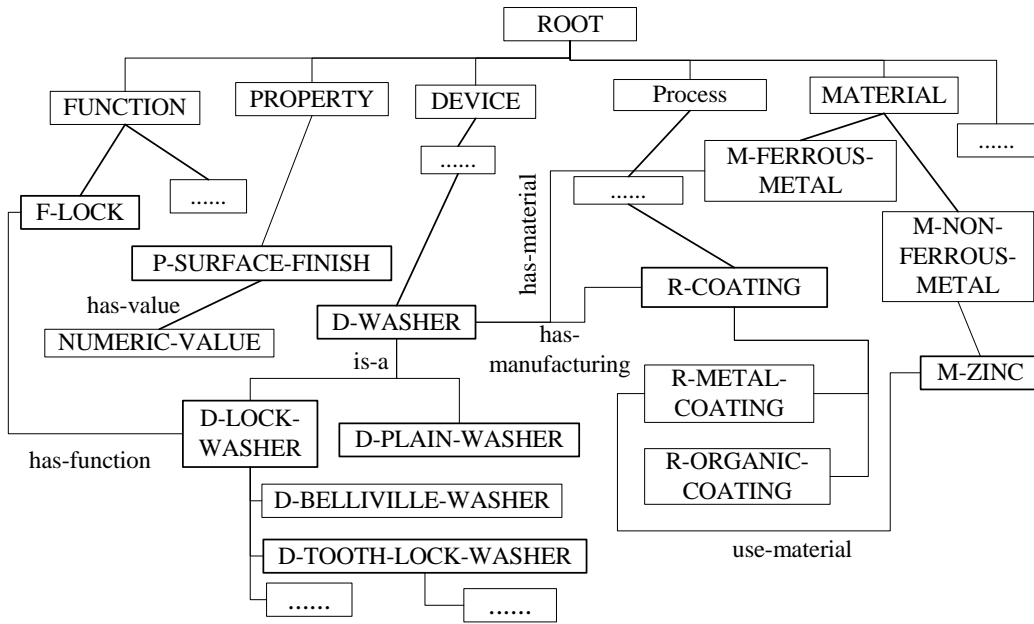 ROOT
FUNCTION
PROPERTY
DEVICE
Process
MATERIAL
......
......
......
M-FERROUS-
METAL
......
F-LOCK
has-material
M-NON-
FERROUS-
METAL
P-SURFACE-FINISH
R-COATING
has-value
D-WASHER
has-
manufacturing
NUMERIC-VALUE
is-a
R-METAL-
COATING
M-ZINC
D-LOCK-
WASHER
D-PLAIN-WASHER
has-function
R-ORGANIC-
COATING
D-BELLIVILLE-WASHER
use-material
D-TOOTH-LOCK-WASHER
......
......